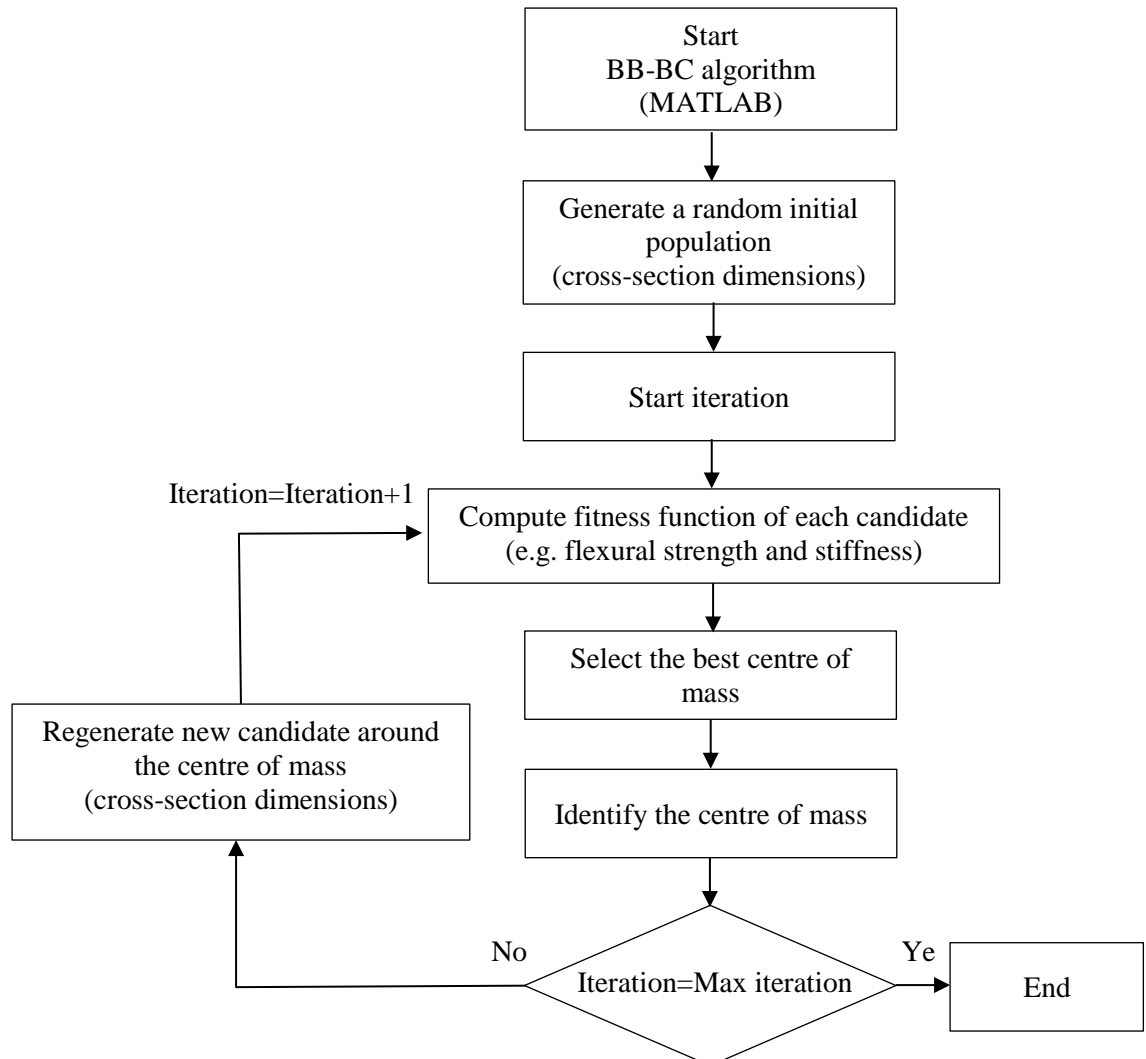 Start
BB-BC algorithm
(MATLAB)
Generate a random initial
population
(cross-section dimensions)
Start iteration
Iteration=Iteration+1
Compute fitness function of each candidate
(e.g. flexural strength and stiffness)
Select the best centre of
mass
Regenerate new candidate around
the centre of mass
(cross-section dimensions)
Identify the centre of mass
No
Ye
Iteration=Max iteration
End